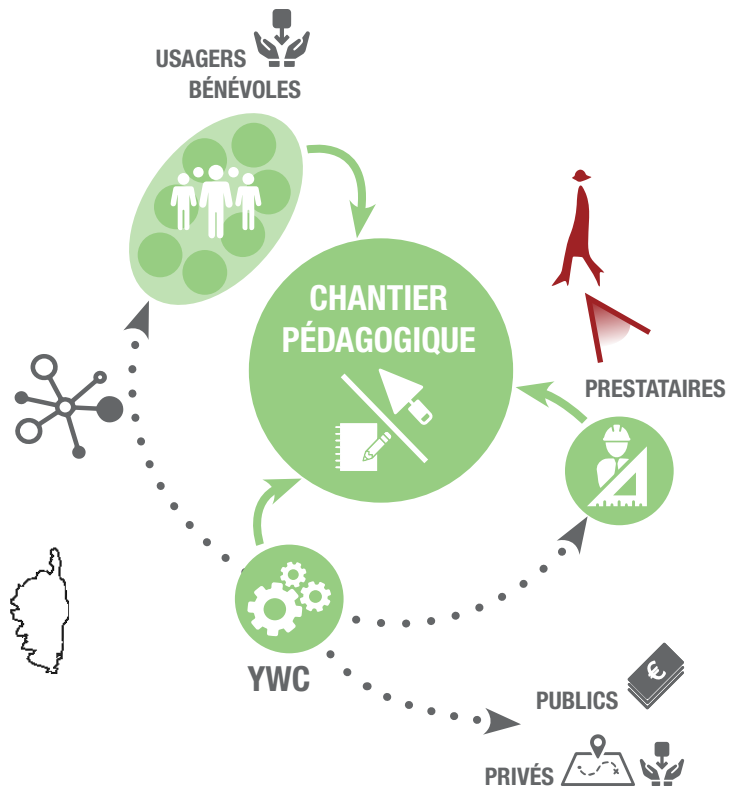 USAGERS
BÉNÉVOLES
CHANTIER
PÉDAGOGIQUE
PRESTATAIRES
YWC
PUBLICS
€
PRIVÉS